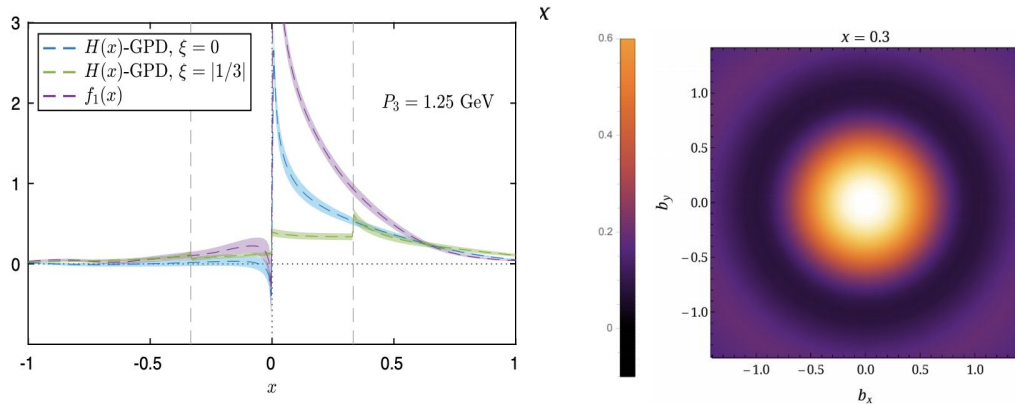 3
2
1
0
-1
-0.5
0
0.5
1
x
H(x)-GPD, ξ = 0
H(x)-GPD, ξ = |1/3|
f₁(x)
P₃ = 1.25 GeV
x
0.6
0.4
0.2
0
x = 0.3
1.0
0.5
0.0
−0.5
−1.0
b_y
−1.0
−0.5
0.0
0.5
1.0
b_x